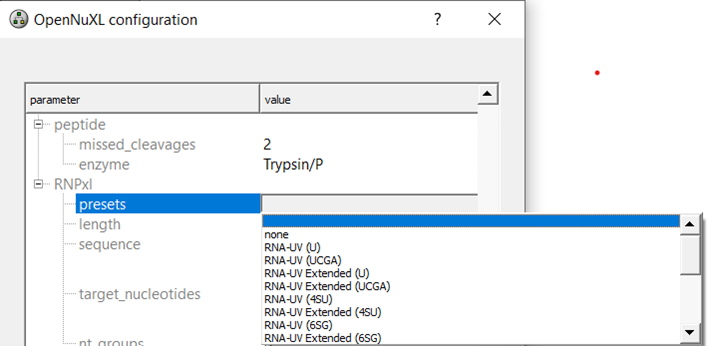 OpenNuXL configuration ?
parameter value
peptide
missed_cleavages 2
enzyme Trypsin/P
RNPxl
presets
length
sequence
target_nucleotides
nt_groups
none
RNA-UV (U)
RNA-UV (UCGA)
RNA-UV Extended (U)
RNA-UV Extended (UCGA)
RNA-UV (4SU)
RNA-UV Extended (4SU)
RNA-UV (6SG)
RNA-UV Extended (6SG)